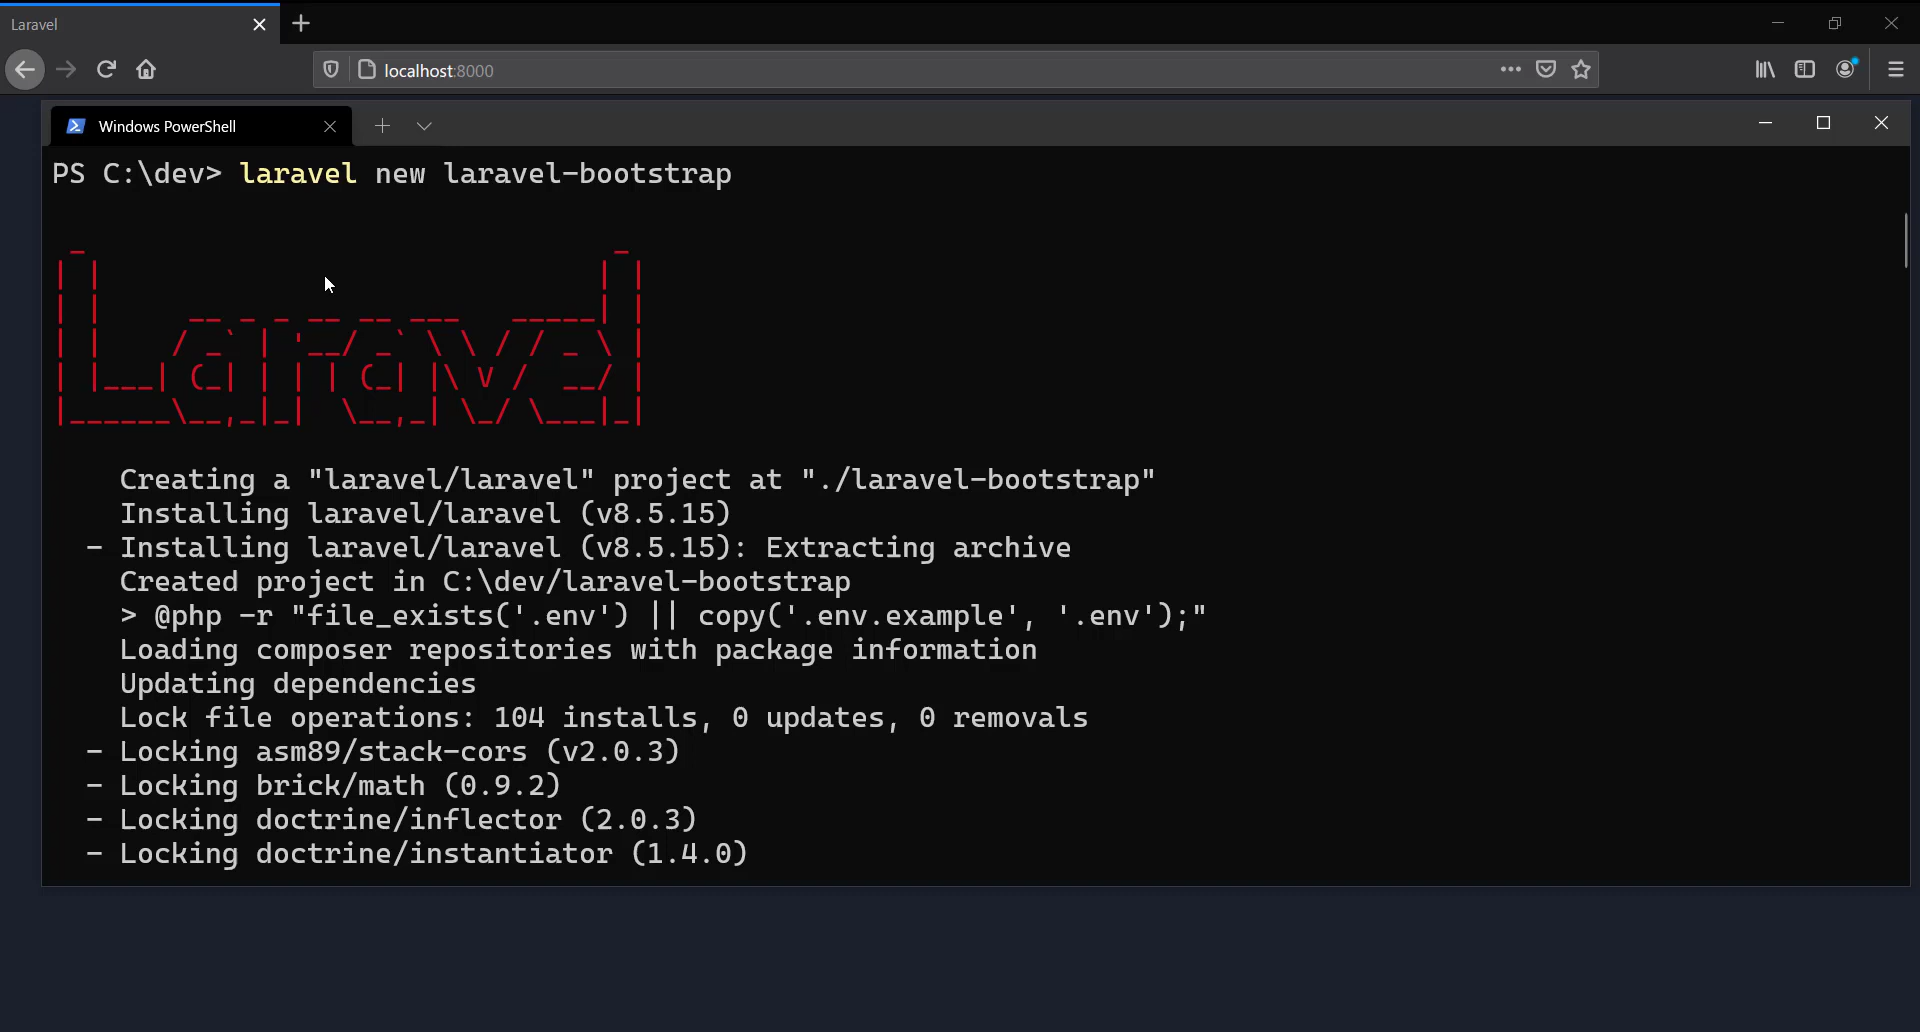 Laravel
localhost:8000
Windows PowerShell
PS C:\dev> laravel new laravel-bootstrap
Laravel
Creating a "laravel/laravel" project at "./laravel-bootstrap"
Installing laravel/laravel (v8.5.15)
- Installing laravel/laravel (v8.5.15): Extracting archive
Created project in C:\dev/laravel-bootstrap
> @php -r "file_exists('.env') || copy('.env.example', '.env');"
Loading composer repositories with package information
Updating dependencies
Lock file operations: 104 installs, 0 updates, 0 removals
- Locking asm89/stack-cors (v2.0.3)
- Locking brick/math (0.9.2)
- Locking doctrine/inflector (2.0.3)
- Locking doctrine/instantiator (1.4.0)